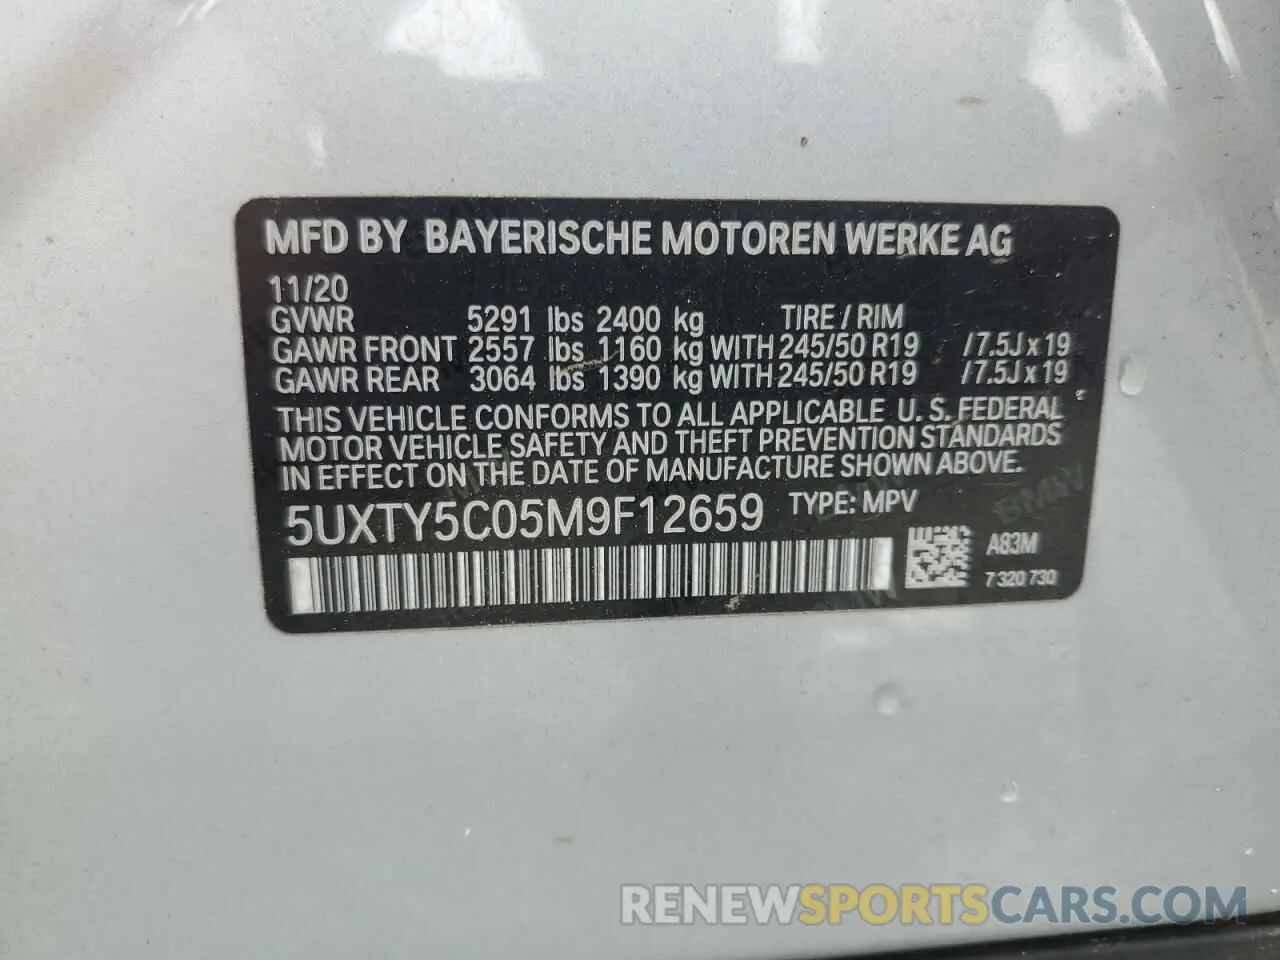 MFD BY BAYERISCHE MOTOREN WERKE AG
11/20
GVWR 5291 lbs 2400 kg TIRE / RIM
GAWR FRONT 2557 lbs 1160 kg WITH 245/50 R19 / 7.5J x 19
GAWR REAR 3064 lbs 1390 kg WITH 245/50 R19 / 7.5J x 19
THIS VEHICLE CONFORMS TO ALL APPLICABLE U. S. FEDERAL
MOTOR VEHICLE SAFETY AND THEFT PREVENTION STANDARDS
IN EFFECT ON THE DATE OF MANUFACTURE SHOWN ABOVE.
5UXTY5C05M9F12659 TYPE: MPV
A83M
7 320 730
BMW
RENEWSPORTSCARS.COM